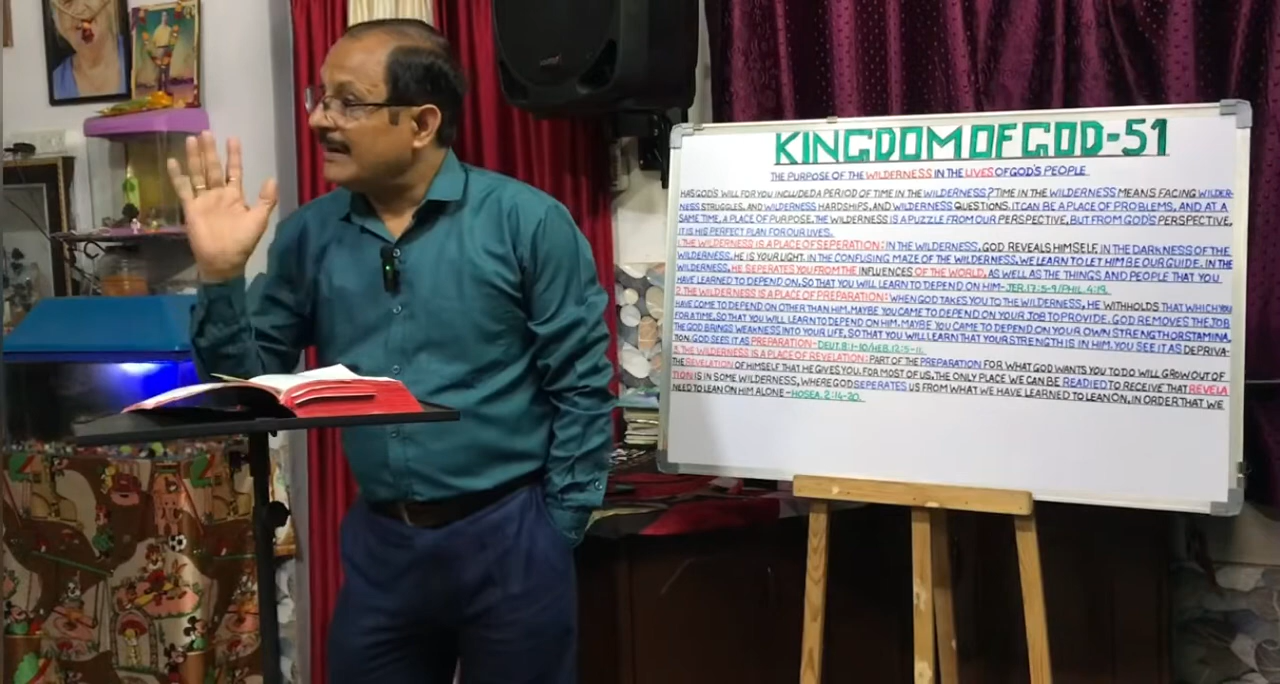 KINGDOM OF GOD-51
THE PURPOSE OF THE WILDERNESS IN THE LIVES OF GOD'S PEOPLE
HAS GOD'S WILL FOR YOU INCLUDED A PERIOD OF TIME IN THE WILDERNESS? TIME IN THE WILDERNESS MEANS FACING WILDER-
NESS STRUGGLES, AND WILDERNESS HARDSHIPS, AND WILDERNESS QUESTIONS. IT CAN BE A PLACE OF PROBLEMS, AND AT A
SAME TIME, A PLACE OF PURPOSE. THE WILDERNESS IS A PUZZLE FROM OUR PERSPECTIVE, BUT FROM GOD'S PERSPECTIVE,
IT IS HIS PERFECT PLAN FOR OUR LIVES.
1. THE WILDERNESS IS A PLACE OF SEPERATION: IN THE WILDERNESS, GOD REVEALS HIMSELF, IN THE DARKNESS OF THE
WILDERNESS, HE IS YOUR LIGHT. IN THE CONFUSING MAZE OF THE WILDERNESS, WE LEARN TO LET HIM BE OUR GUIDE. IN THE
WILDERNESS, HE SEPERATES YOU FROM THE INFLUENCES OF THE WORLD, AS WELL AS THE THINGS AND PEOPLE THAT YOU
HAVE LEARNED TO DEPEND ON, SO THAT YOU WILL LEARN TO DEPEND ON HIM-JER.17:5-9/PHIL.4:19.
2. THE WILDERNESS IS A PLACE OF PREPARATION: WHEN GOD TAKES YOU TO THE WILDERNESS, HE WITHHOLDS THAT WHICH YOU
HAVE COME TO DEPEND ON OTHER THAN HIM. MAYBE YOU CAME TO DEPEND ON YOUR JOB TO PROVIDE. GOD REMOVES THE JOB
FOR A TIME, SO THAT YOU WILL LEARN TO DEPEND ON HIM. MAYBE YOU CAME TO DEPEND ON YOUR OWN STRENGTH OR STAMINA.
THE GOD BRINGS WEAKNESS INTO YOUR LIFE, SO THAT YOU WILL LEARN THAT YOUR STRENGTH IS IN HIM. YOU SEE IT AS DEPRIVA-
TION. GOD SEES IT AS PREPARATION-DEUT.8:1-10/HEB.12:5-11.
3. THE WILDERNESS IS A PLACE OF REVELATION: PART OF THE PREPARATION FOR WHAT GOD WANTS YOU TO DO WILL GROW OUT OF
THE REVELATION OF HIMSELF THAT HE GIVES YOU. FOR MOST OF US, THE ONLY PLACE WE CAN BE READIED TO RECEIVE THAT REVELA
TION IS IN SOME WILDERNESS, WHERE GOD SEPERATES US FROM WHAT WE HAVE LEARNED TO LEAN ON, IN ORDER THAT WE
NEED TO LEAN ON HIM ALONE-HOSEA.2:14-20.